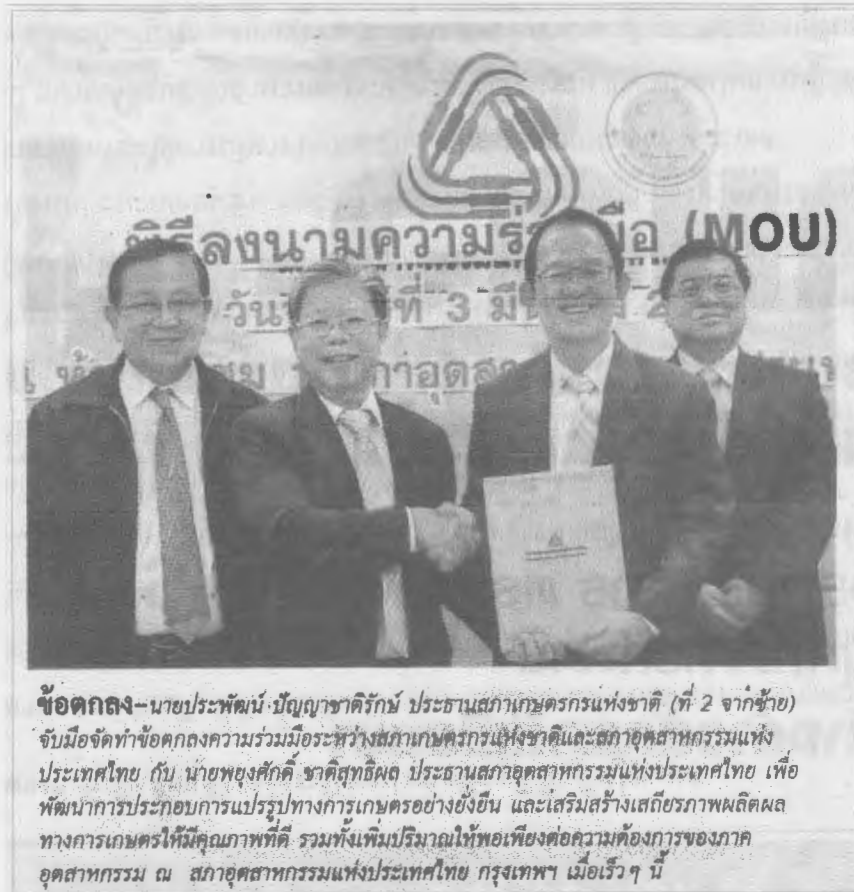 พิธีลงนามความร่วมมือ (MOU)
ที่ 3
ข้อตกลง-นายประพัฒน์ ปัญญาชาติรักษ์ ประธานสภาเกษตรกรแห่งชาติ (ที่ 2 จากซ้าย)
จับมือจัดทำข้อตกลงความร่วมมือระหว่างสภาเกษตรกรแห่งชาติและสภาอุตสาหกรรมแห่ง
ประเทศไทย กับ นายพยุงศักดิ์ ชาติสุทธิผล ประธานสภาอุตสาหกรรมแห่งประเทศไทย เพื่อ
พัฒนาการประกอบการแปรรูปทางการเกษตรอย่างยั่งยืน และเสริมสร้างเสถียรภาพผลิตผล
ทางการเกษตรให้มีคุณภาพที่ดี รวมทั้งเพิ่มปริมาณให้พอเพียงต่อความต้องการของภาค
อุตสาหกรรม ณ สภาอุตสาหกรรมแห่งประเทศไทย กรุงเทพฯ เมื่อเร็วๆ นี้